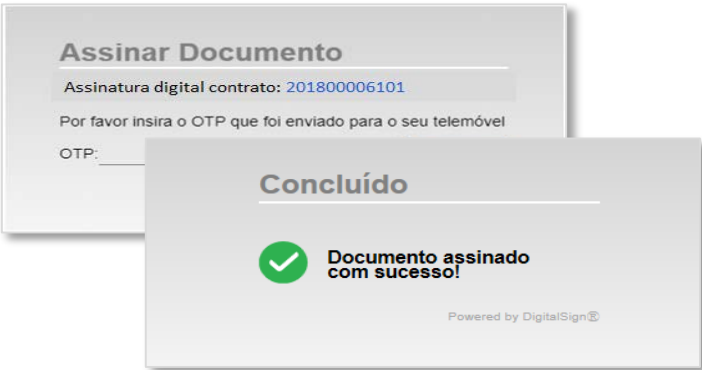 Assinar Documento
Assinatura digital contrato: 201800006101
Por favor insira o OTP que foi enviado para o seu telemóvel
OTP:
Concluído
Documento assinado
com sucesso!
Powered by DigitalSign®